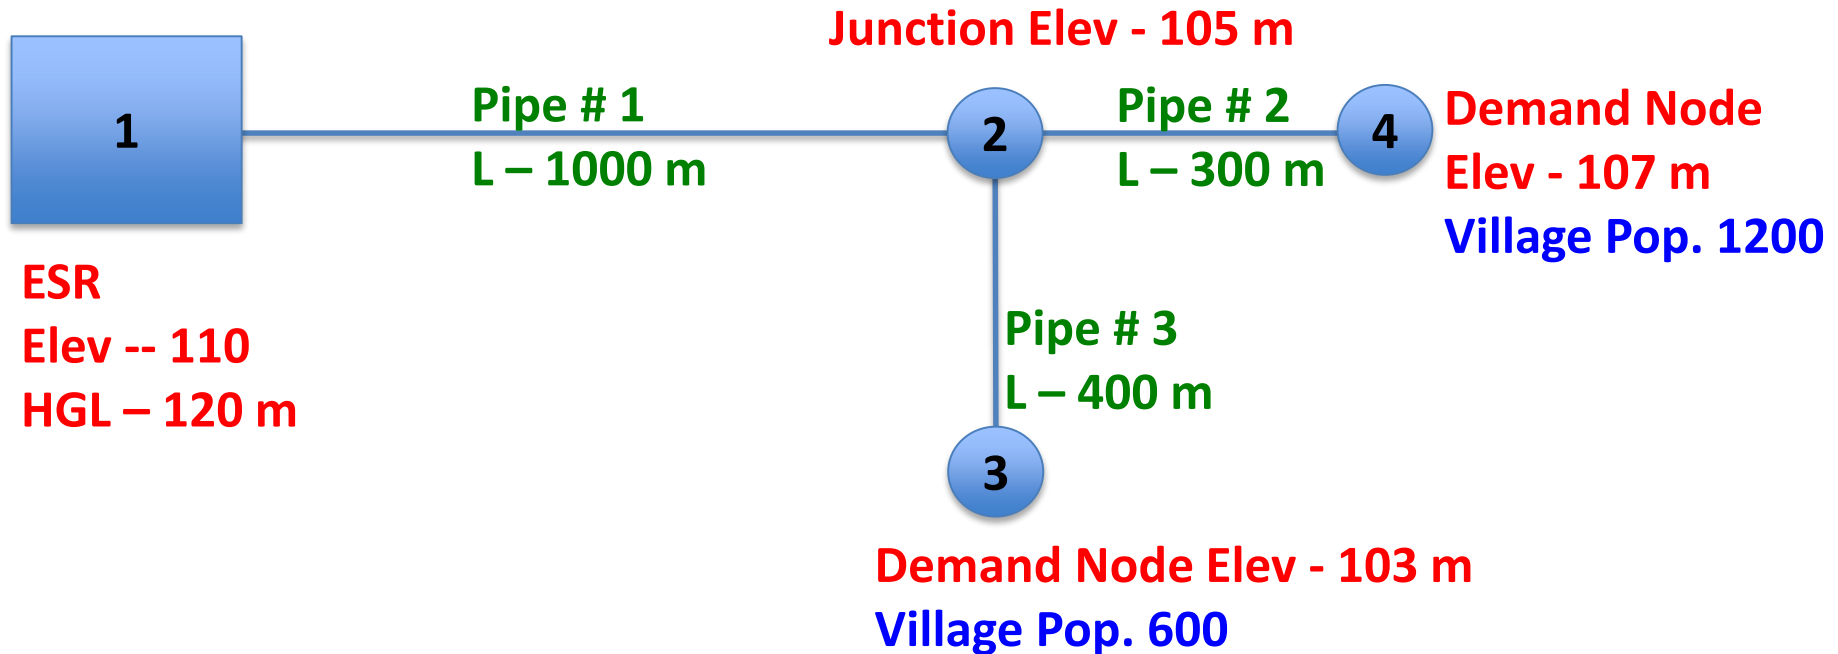 Junction Elev - 105 m
Pipe # 1
L – 1000 m
Pipe # 2
L – 300 m
1
2
4
Demand Node
Elev - 107 m
Village Pop. 1200
ESR
Elev -- 110
HGL – 120 m
Pipe # 3
L – 400 m
3
Demand Node Elev - 103 m
Village Pop. 600